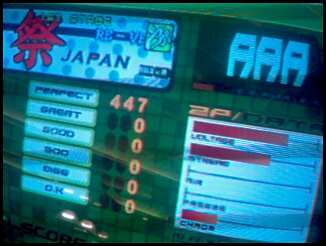 祭 JAPAN
AAA
PERFECT 447
GREAT 0
GOOD 0
BOO 0
MISS 0
O.K. 0
2P/DATA
VOLTAGE
STREAM
AIR
FREEZE
CHAOS
SCORE